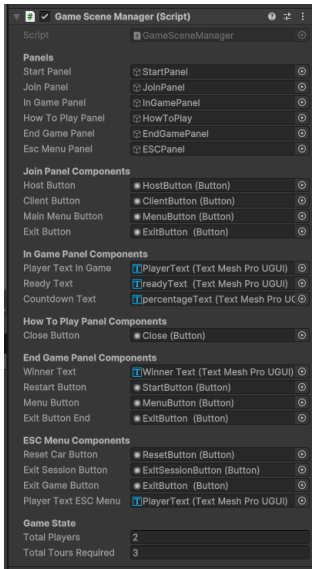 Game Scene Manager (Script)
Script GameSceneManager
Panels
Start Panel StartPanel
Join Panel JoinPanel
In Game Panel InGamePanel
How To Play Panel HowToPlay
End Game Panel EndGamePanel
Esc Menu Panel ESCPanel
Join Panel Components
Host Button HostButton (Button)
Client Button ClientButton (Button)
Main Menu Button MenuButton (Button)
Exit Button ExitButton (Button)
In Game Panel Components
Player Text In Game PlayerText (Text Mesh Pro UGUI)
Ready Text readyText (Text Mesh Pro UGUI)
Countdown Text percentageText (Text Mesh Pro UG
How To Play Panel Components
Close Button Close (Button)
End Game Panel Components
Winner Text Winner Text (Text Mesh Pro UGUI)
Restart Button StartButton (Button)
Menu Button MenuButton (Button)
Exit Button End ExitButton (Button)
ESC Menu Components
Reset Car Button ResetButton (Button)
Exit Session Button ExitSessionButton (Button)
Exit Game Button ExitButton (Button)
Player Text ESC Menu PlayerText (Text Mesh Pro UGUI)
Game State
Total Players 2
Total Tours Required 3